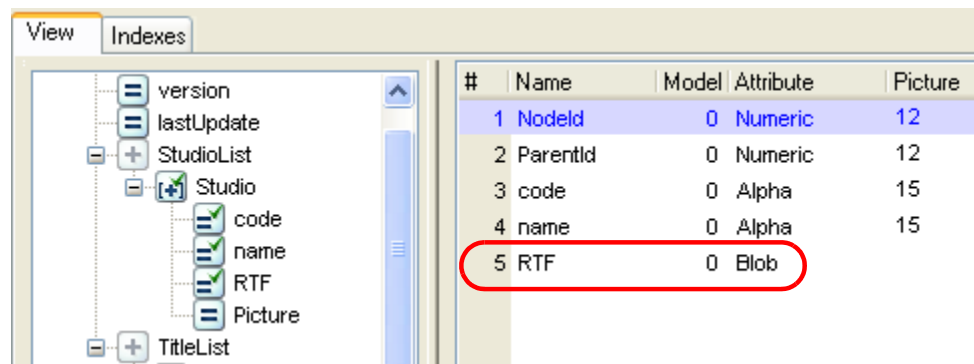 View Indexes
version
lastUpdate
StudioList
Studio
code
name
RTF
Picture
TitleList
# Name Model Attribute Picture
1 NodeId 0 Numeric 12
2 ParentId 0 Numeric 12
3 code 0 Alpha 15
4 name 0 Alpha 15
5 RTF 0 Blob